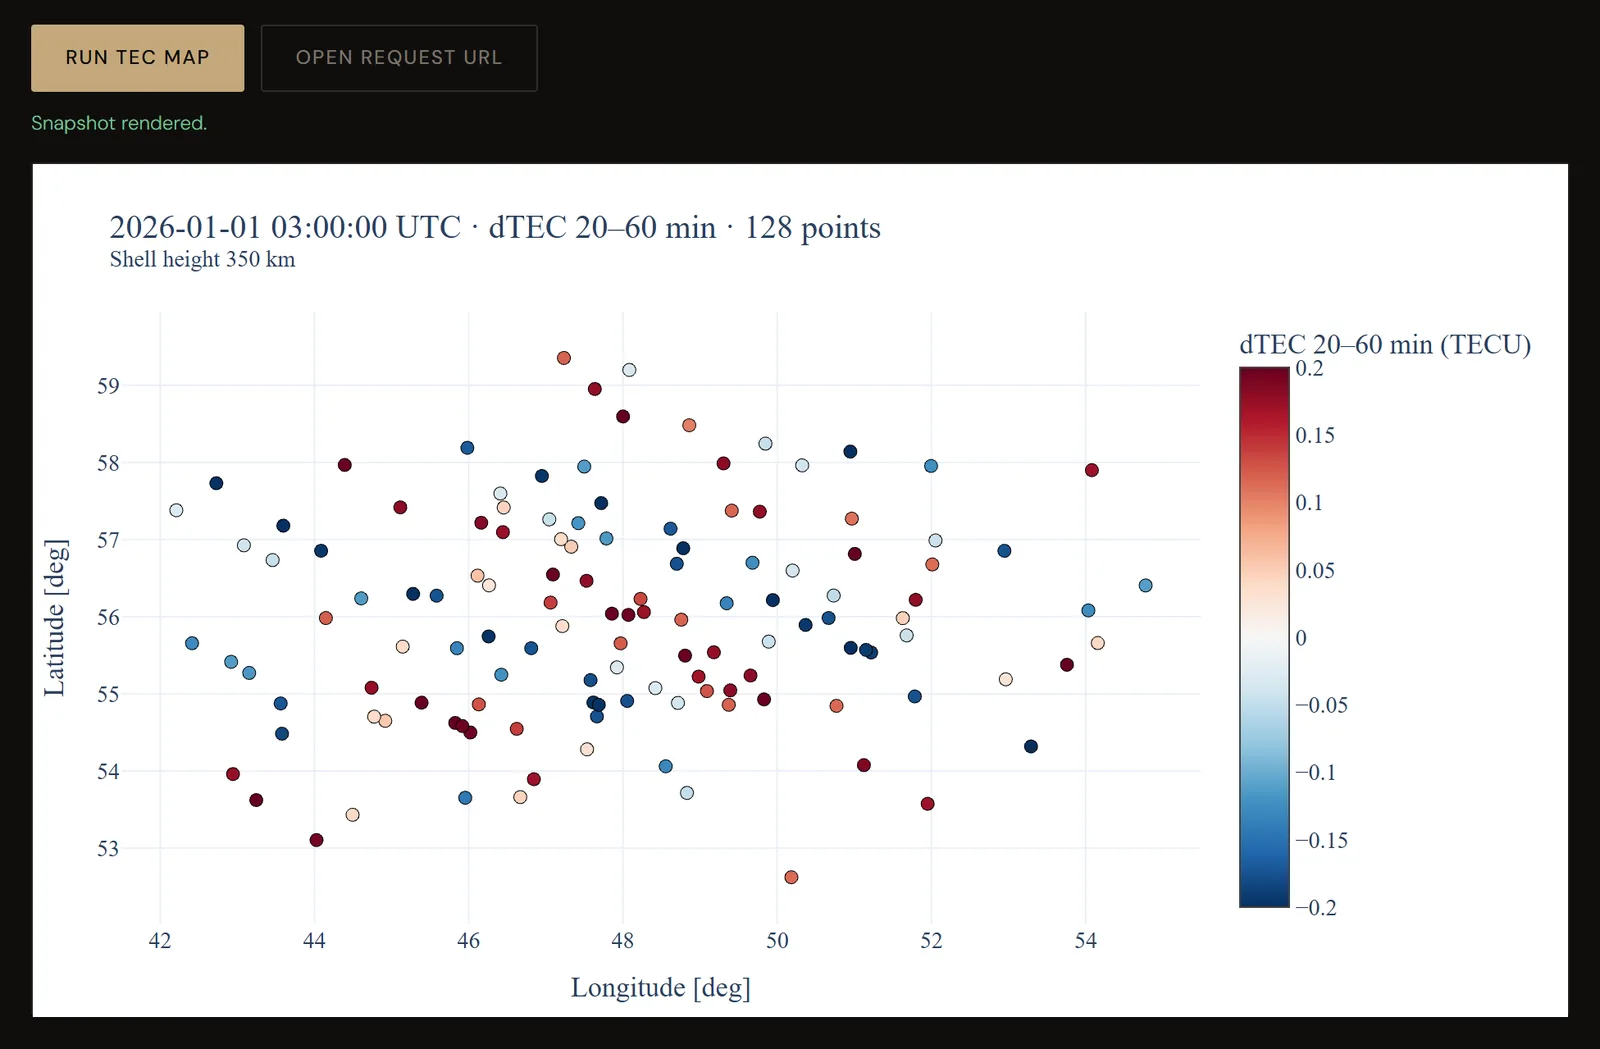 RUN TEC MAP
OPEN REQUEST URL
Snapshot rendered.
2026-01-01 03:00:00 UTC · dTEC 20–60 min · 128 points
Shell height 350 km
dTEC 20–60 min (TECU)
0.2
0.15
0.1
0.05
0
−0.05
−0.1
−0.15
−0.2
Latitude [deg]
59
58
57
56
55
54
53
42
44
46
48
50
52
54
Longitude [deg]